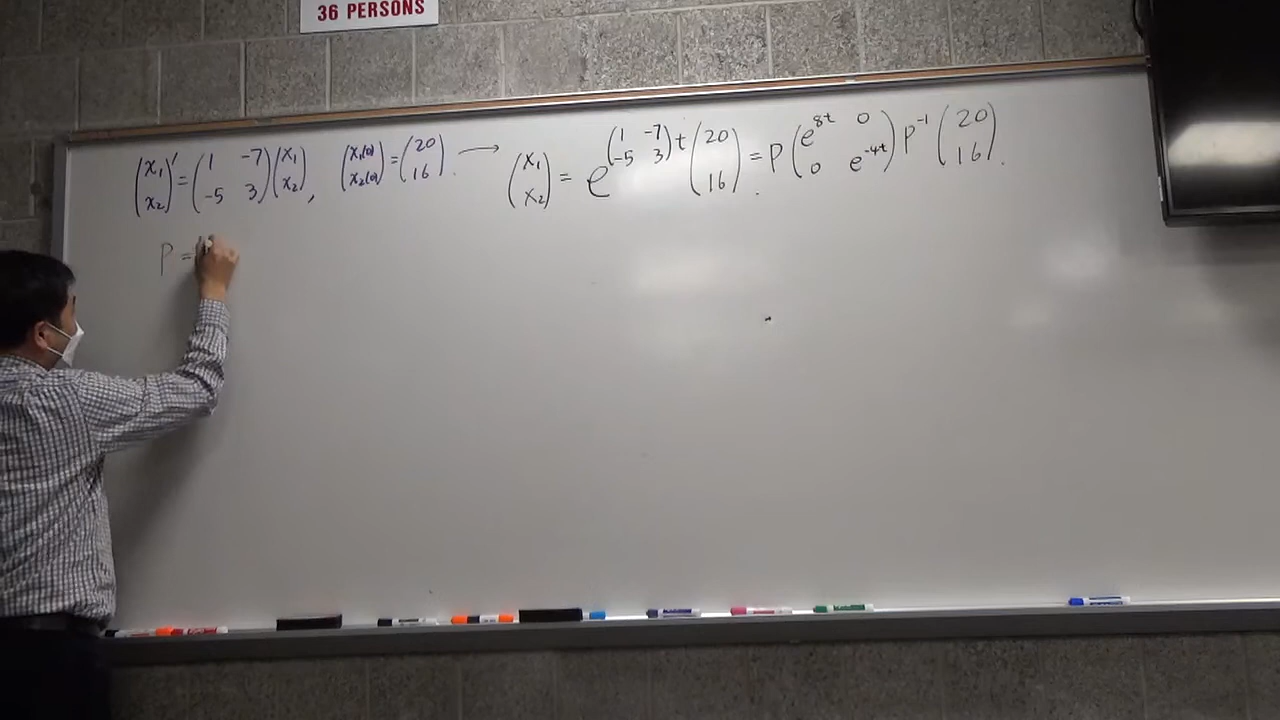 36 PERSONS
(x₁ x₂)' = (1 -7 -5 3)(x₁ x₂), (x₁(0) x₂(0)) = (20 16). → (x₁ x₂) = e^(1 -7 -5 3)t (20 16). = P(e^8t 0 0 e^-4t)P^-1 (20 16).
P =